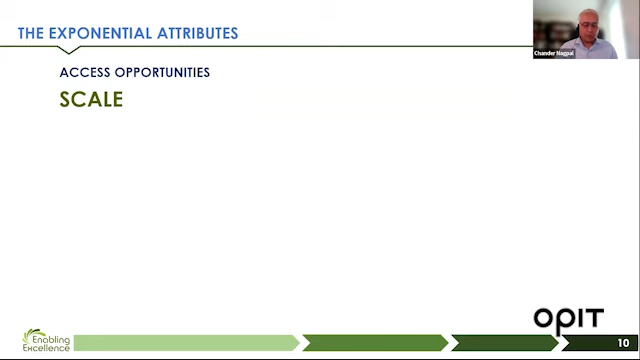 THE EXPONENTIAL ATTRIBUTES
Chander Nagpal
ACCESS OPPORTUNITIES
SCALE
OPIT
Enabling
Excellence
10